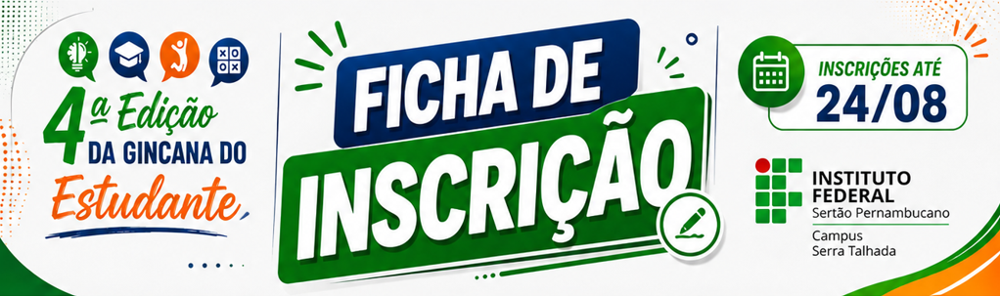 4ª Edição
DA GINCANA DO
Estudante
FICHA DE
INSCRIÇÃO
INSCRIÇÕES ATÉ
24/08
INSTITUTO
FEDERAL
Sertão Pernambucano
Campus
Serra Talhada